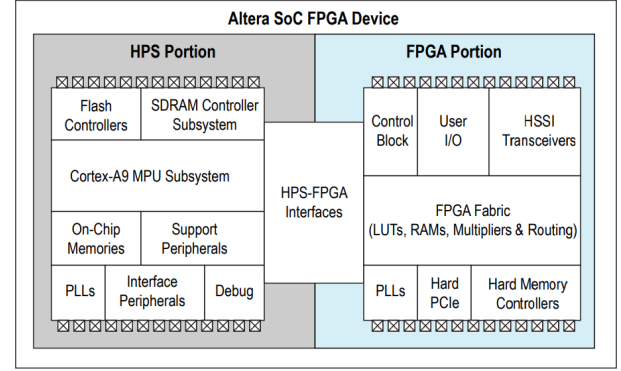 Altera SoC FPGA Device
HPS Portion
FPGA Portion
Flash
Controllers
SDRAM Controller
Subsystem
Cortex-A9 MPU Subsystem
On-Chip
Memories
Support
Peripherals
PLLs
Interface
Peripherals
Debug
HPS-FPGA
Interfaces
Control
Block
User
I/O
HSSI
Transceivers
FPGA Fabric
(LUTs, RAMs, Multipliers & Routing)
PLLs
Hard
PCIe
Hard Memory
Controllers